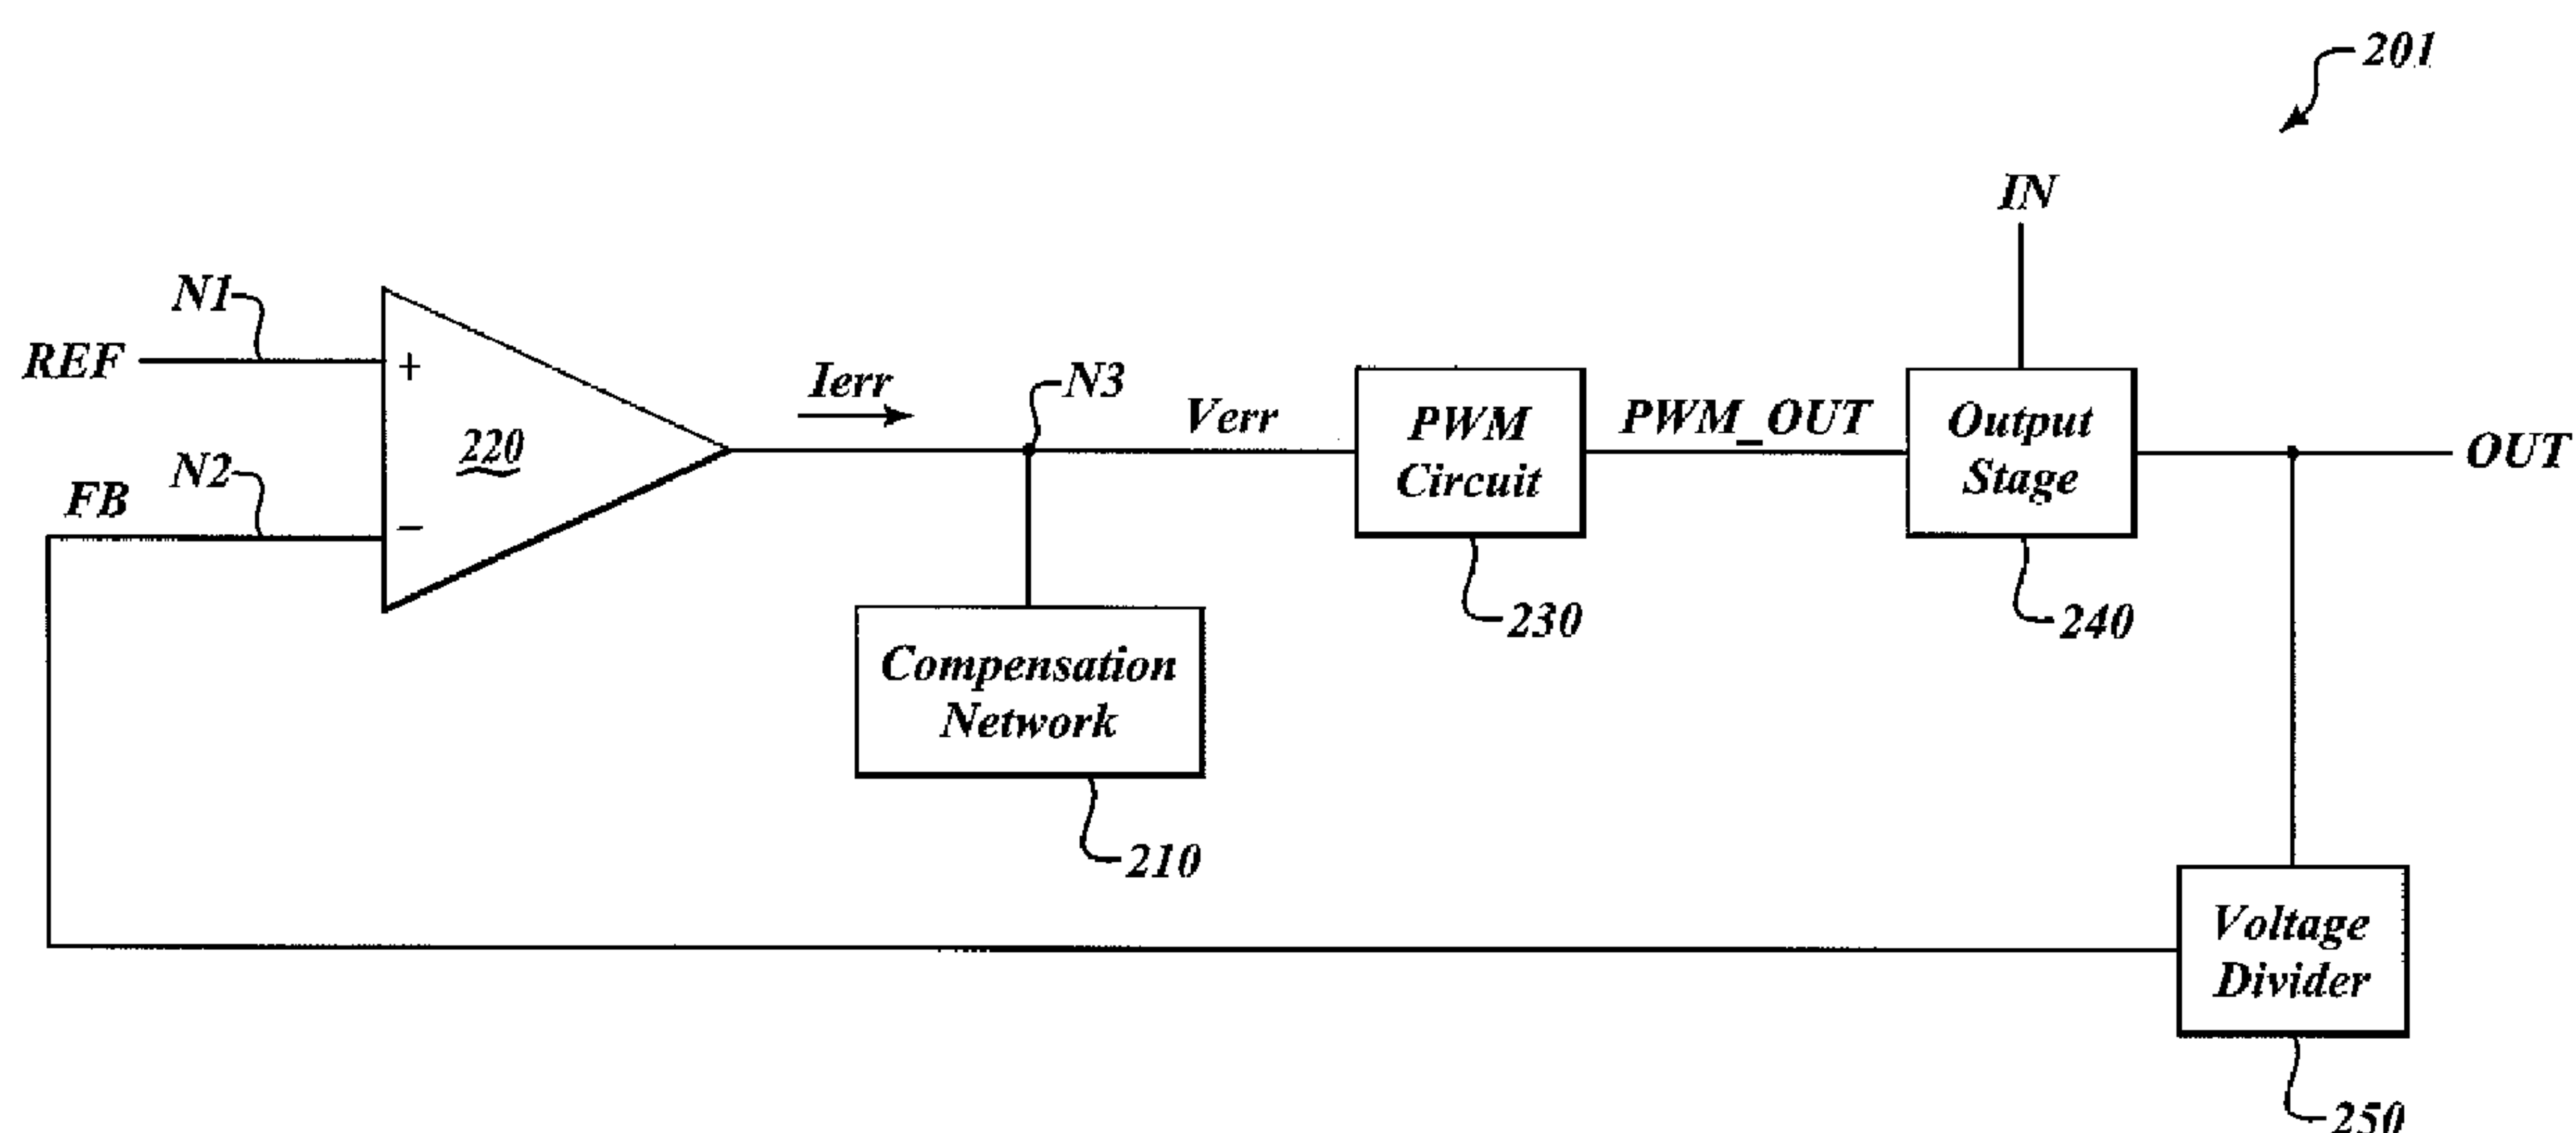 201
IN
N1
REF
+
Ierr
N3
Verr
PWM
Circuit
PWM_OUT
Output
Stage
OUT
220
N2
FB
−
230
240
Compensation
Network
210
Voltage
Divider
250